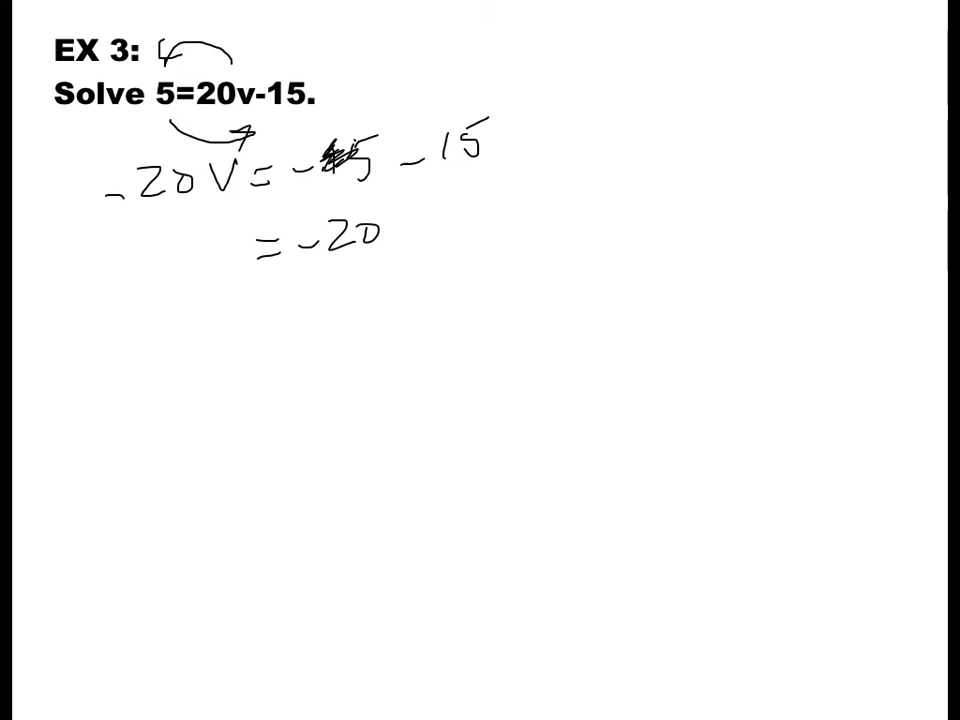 EX 3:
Solve 5=20v-15.
-20V = -5 - 15
= -20